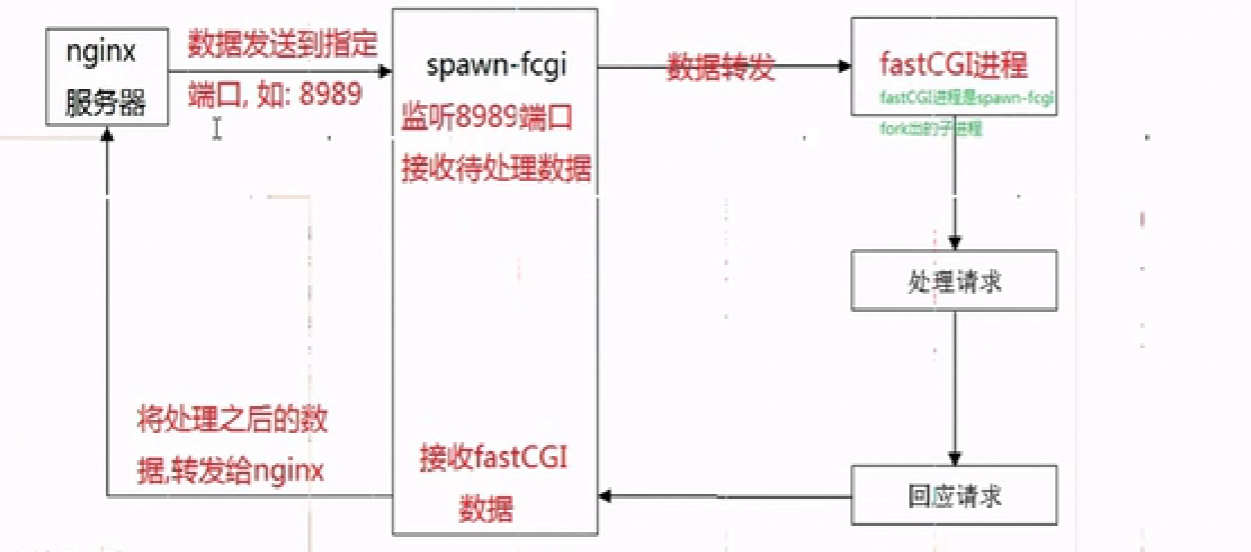 nginx
服务器
数据发送到指定
端口, 如: 8989
spawn-fcgi
监听8989端口
接收待处理数据
数据转发
fastCGI进程
fastCGI进程是spawn-fcgi
fork出的子进程
处理请求
回应请求
接收fastCGI
数据
将处理之后的数
据,转发给nginx